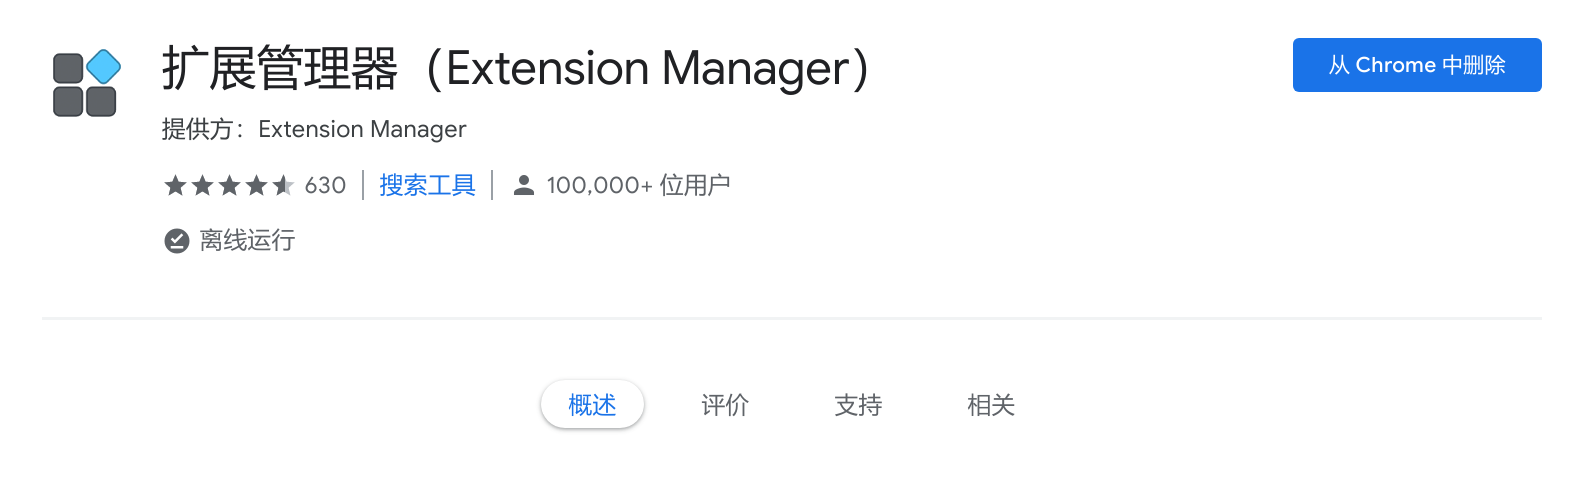 扩展管理器（Extension Manager）
从 Chrome 中删除
提供方：Extension Manager
630 搜索工具 100,000+ 位用户
离线运行
概述 评价 支持 相关